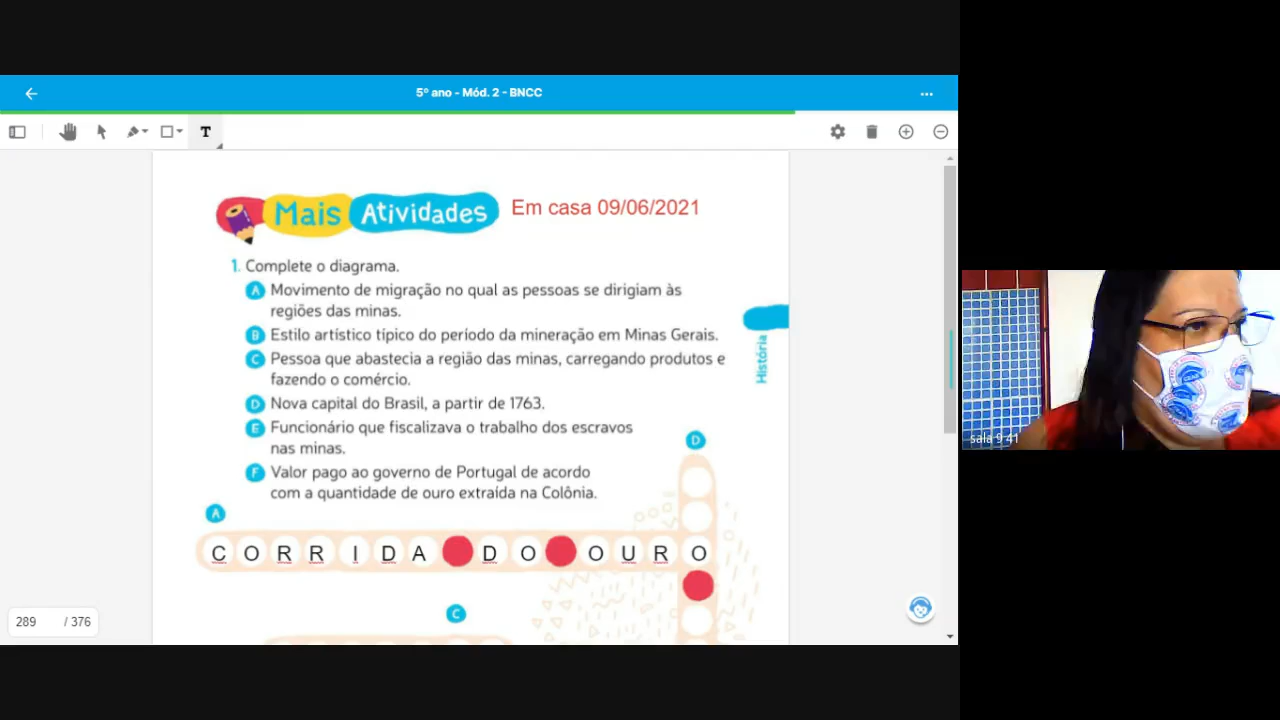 5º ano - Mód. 2 - BNCC
T
Mais Atividades Em casa 09/06/2021
1. Complete o diagrama.
A Movimento de migração no qual as pessoas se dirigiam às
regiões das minas.
B Estilo artístico típico do período da mineração em Minas Gerais.
C Pessoa que abastecia a região das minas, carregando produtos e
fazendo o comércio.
D Nova capital do Brasil, a partir de 1763.
E Funcionário que fiscalizava o trabalho dos escravos
nas minas.
F Valor pago ao governo de Portugal de acordo
com a quantidade de ouro extraída na Colônia.
História
D
A
CORRIDA DO OURO
C
289 / 376
sala 9 41